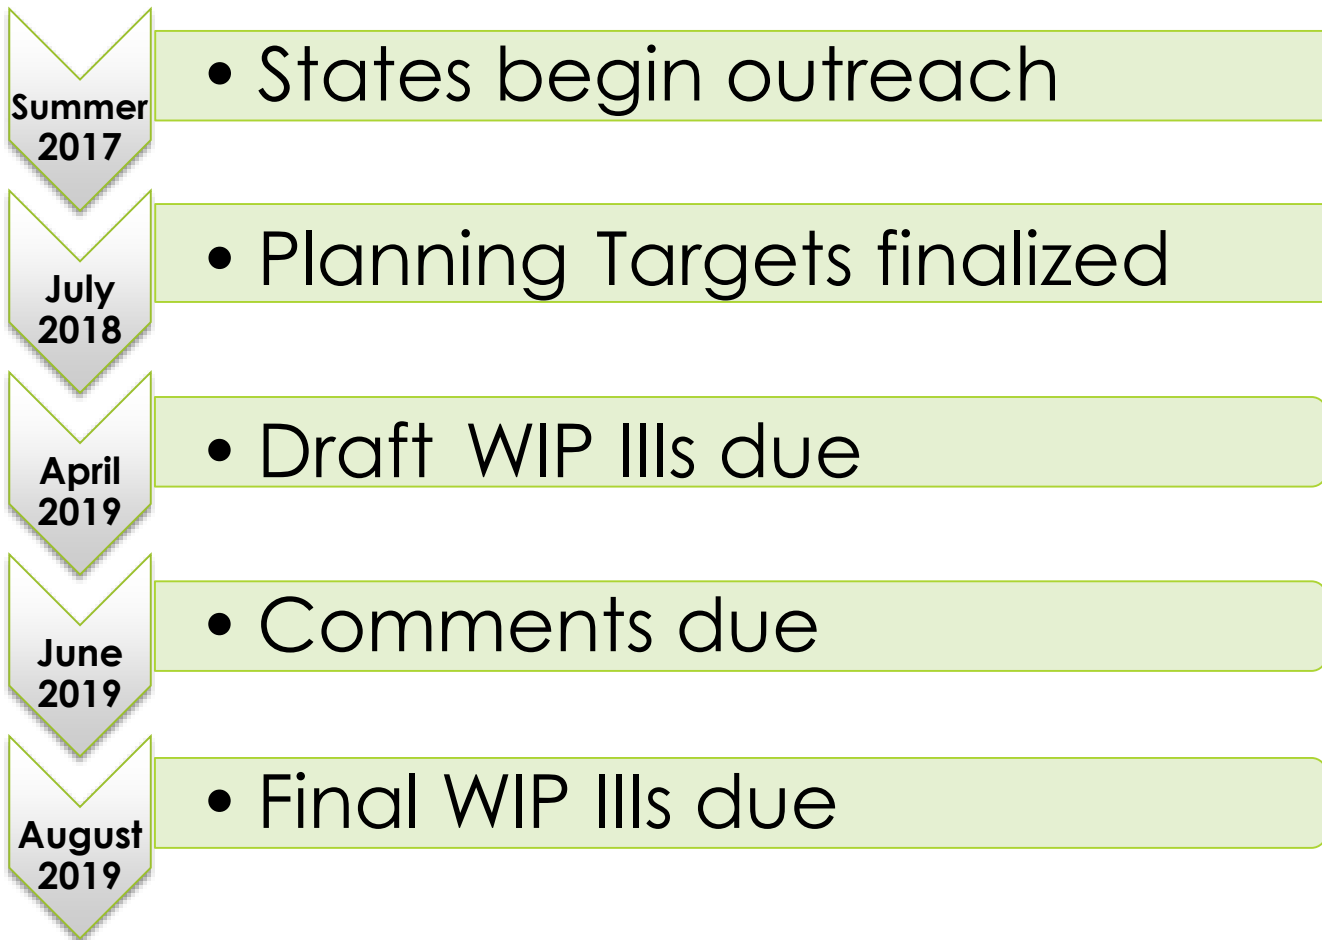 Summer
2017
• States begin outreach
July
2018
• Planning Targets finalized
April
2019
• Draft WIP IIIs due
June
2019
• Comments due
August
2019
• Final WIP IIIs due